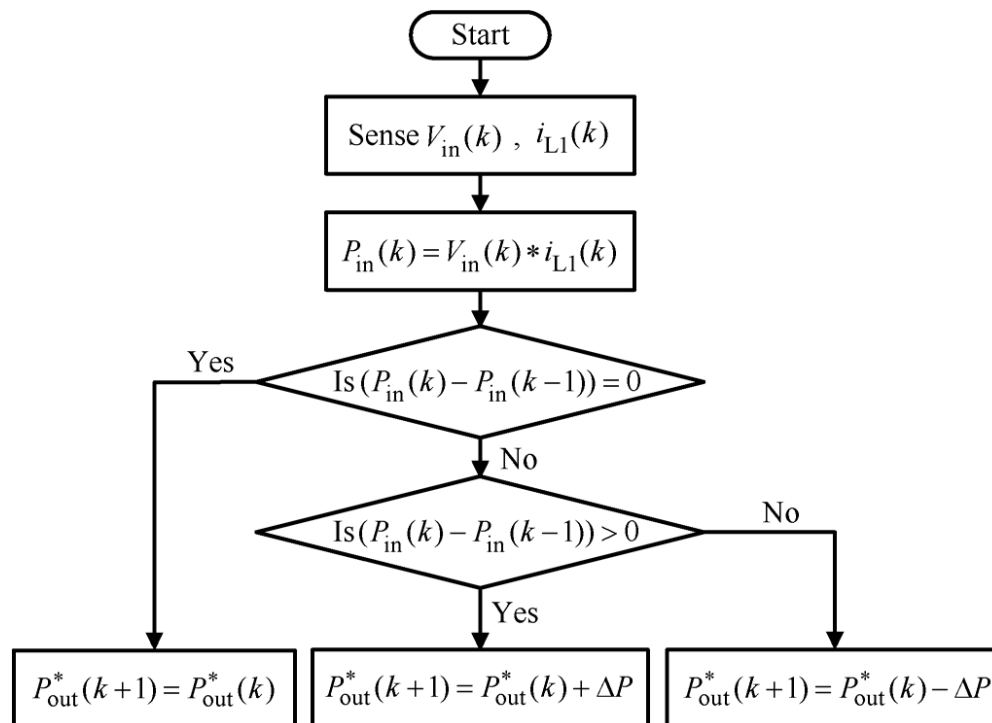 Start
Sense V_in(k) , i_L1(k)
P_in(k) = V_in(k) * i_L1(k)
Yes
Is (P_in(k) − P_in(k−1)) = 0
No
Is (P_in(k) − P_in(k−1)) > 0
No
Yes
P*_out(k+1) = P*_out(k)
P*_out(k+1) = P*_out(k) + ΔP
P*_out(k+1) = P*_out(k) − ΔP